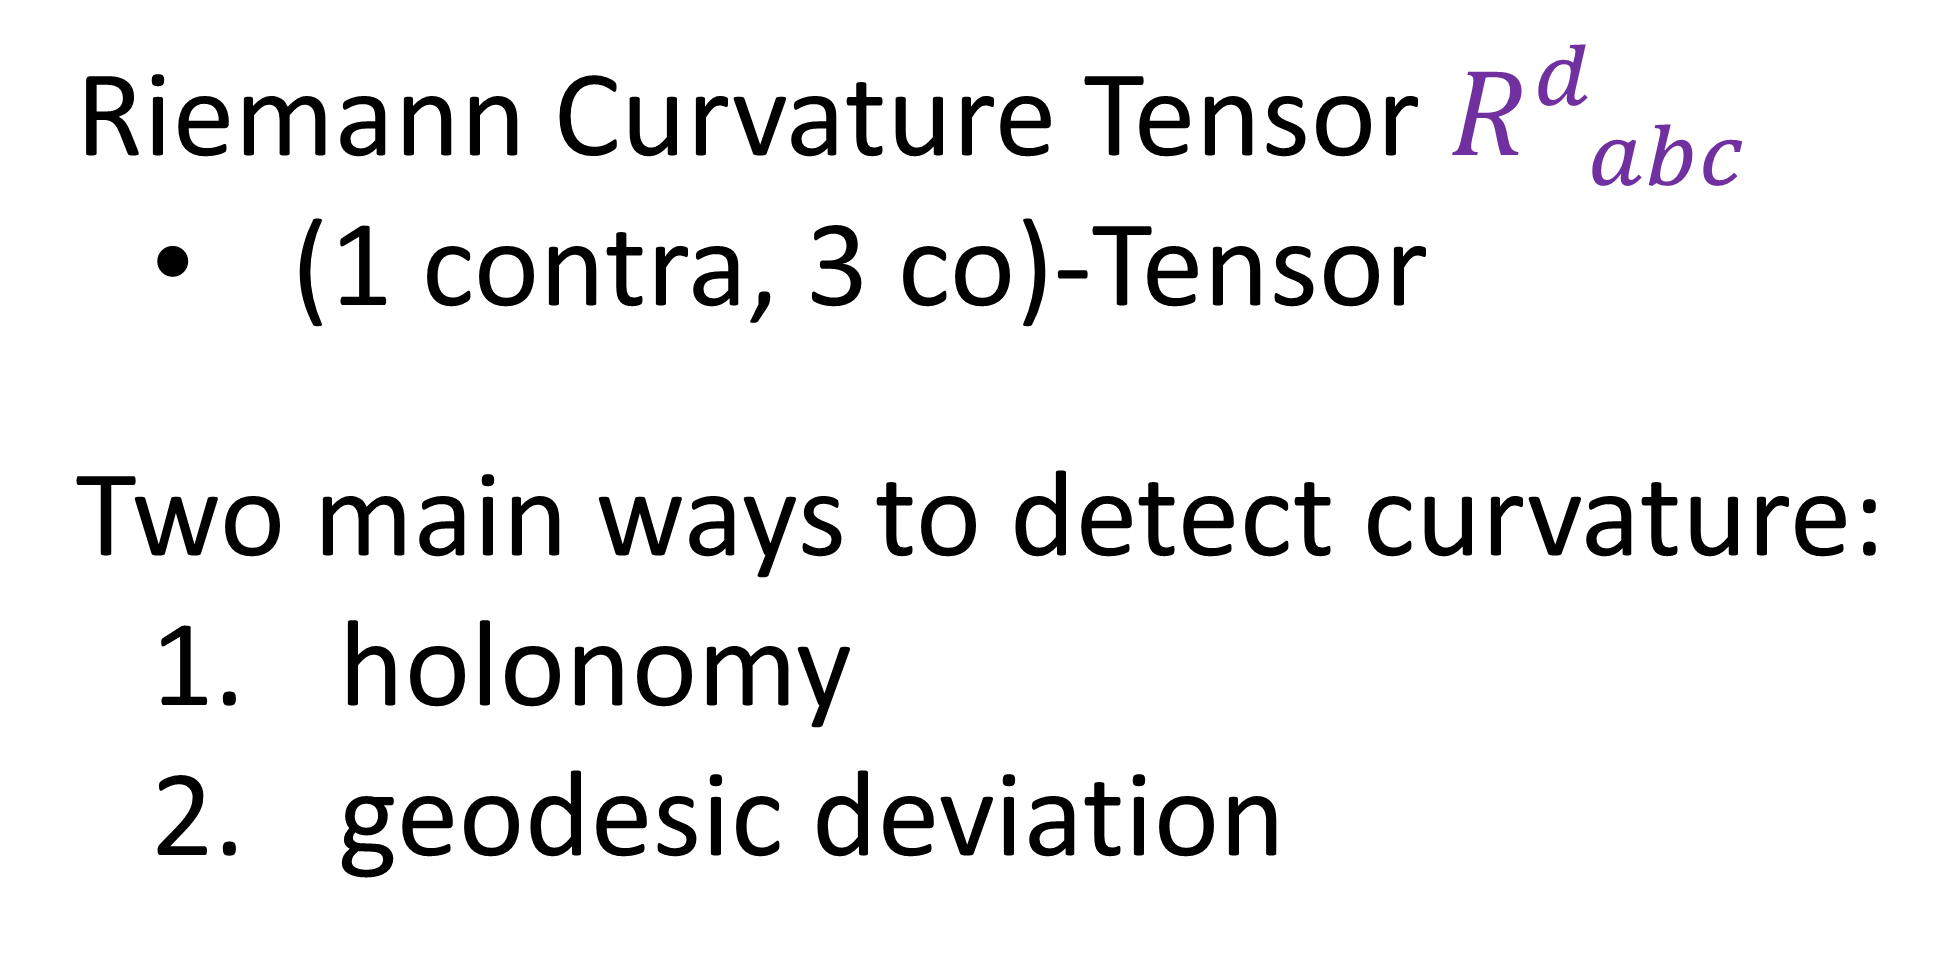 Riemann Curvature Tensor $R^d{}_{abc}$
• (1 contra, 3 co)-Tensor
Two main ways to detect curvature:
1. holonomy
2. geodesic deviation